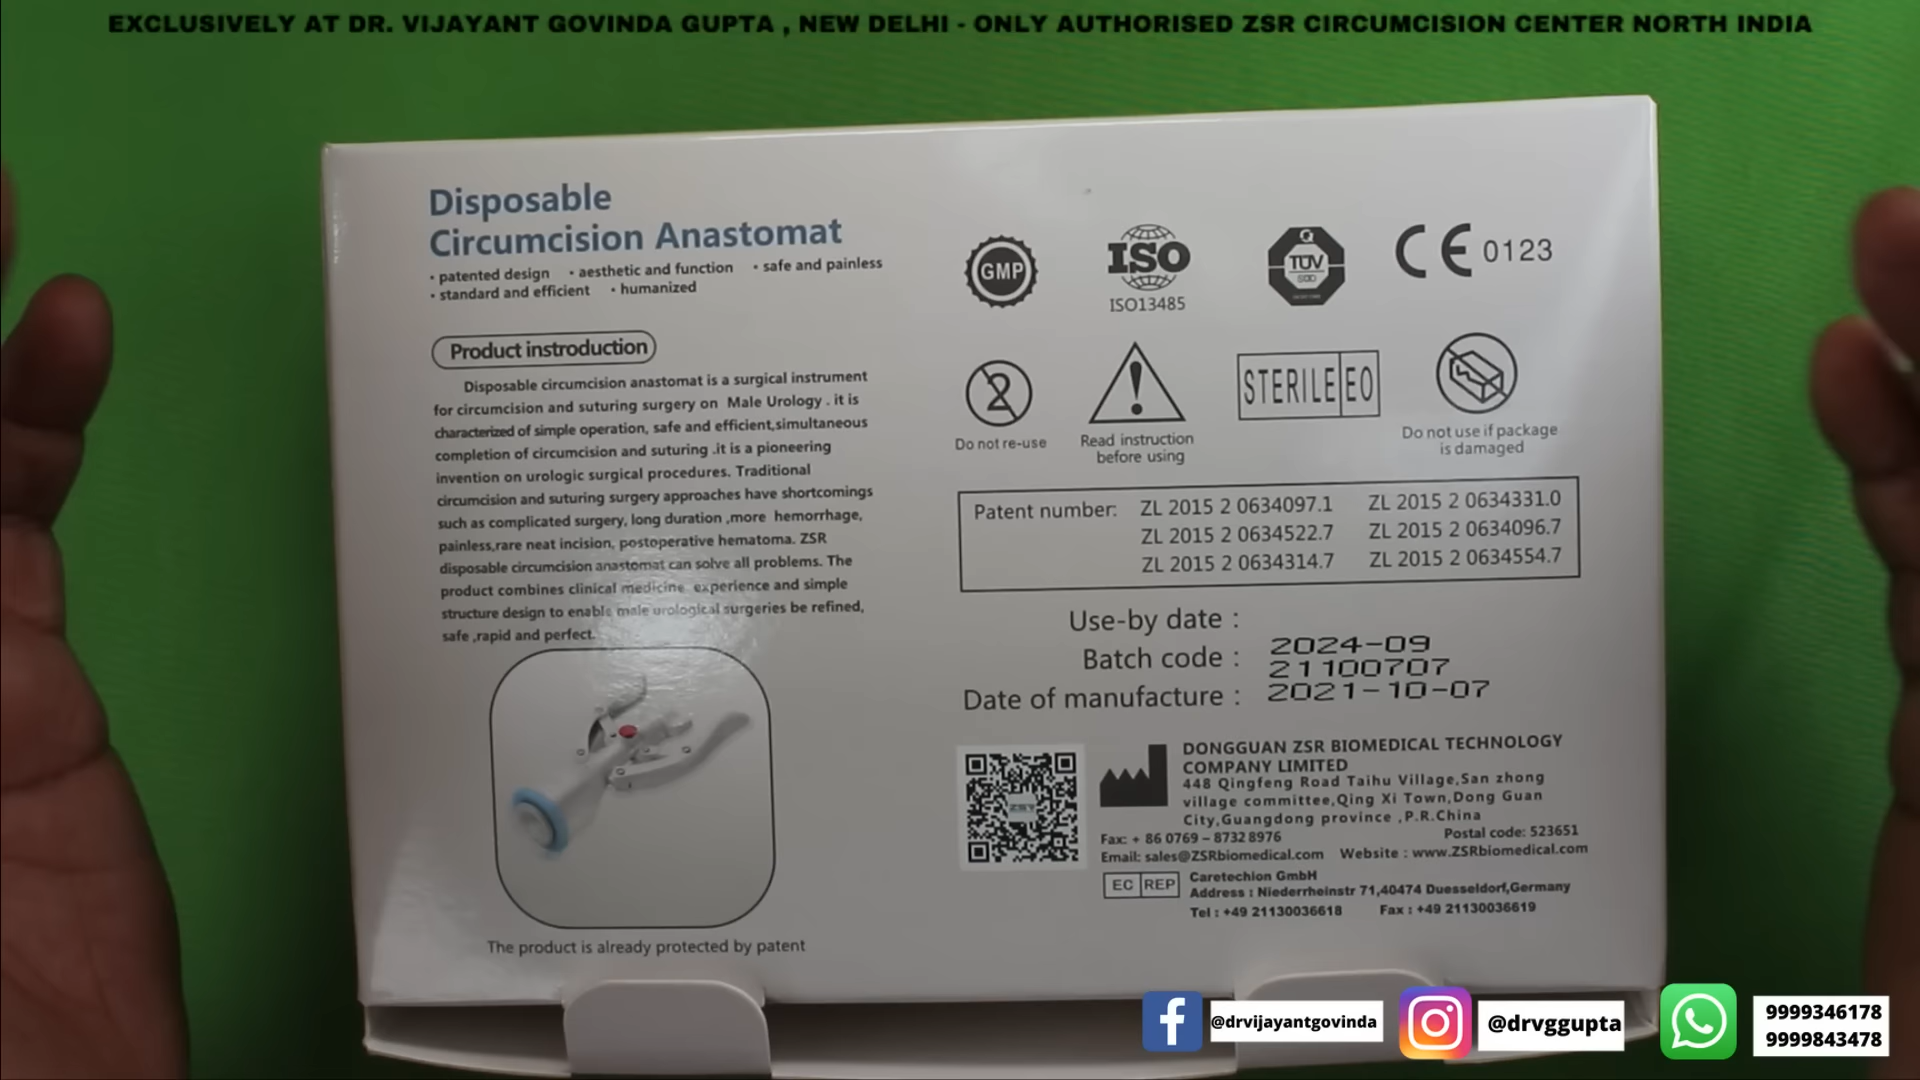 EXCLUSIVELY AT DR. VIJAYANT GOVINDA GUPTA , NEW DELHI - ONLY AUTHORISED ZSR CIRCUMCISION CENTER NORTH INDIA
Disposable
Circumcision Anastomat
• patented design • aesthetic and function • safe and painless
• standard and efficient • humanized
Product instroduction
Disposable circumcision anastomat is a surgical instrument
for circumcision and suturing surgery on Male Urology . it is
characterized of simple operation, safe and efficient,simultaneous
completion of circumcision and suturing .it is a pioneering
invention on urologic surgical procedures. Traditional
circumcision and suturing surgery approaches have shortcomings
such as complicated surgery, long duration ,more hemorrhage,
painless,rare neat incision, postoperative hematoma. ZSR
disposable circumcision anastomat can solve all problems. The
product combines clinical medicine experience and simple
structure design to enable male urological surgeries be refined,
safe ,rapid and perfect.
The product is already protected by patent
GMP
ISO
ISO13485
TÜV
SÜD
CE 0123
2
Do not re-use
!
Read instruction
before using
STERILE EO
Do not use if package
is damaged
Patent number: ZL 2015 2 0634097.1 ZL 2015 2 0634331.0
ZL 2015 2 0634522.7 ZL 2015 2 0634096.7
ZL 2015 2 0634314.7 ZL 2015 2 0634554.7
Use-by date : 2024-09
Batch code : 21100707
Date of manufacture : 2021-10-07
ZSR
DONGGUAN ZSR BIOMEDICAL TECHNOLOGY
COMPANY LIMITED
448 Qingfeng Road Taihu Village,San zhong
village committee,Qing Xi Town,Dong Guan
City,Guangdong province ,P.R.China
Fax: + 86 0769 – 8732 8976 Postal code: 523651
Email: sales@ZSRbiomedical.com Website : www.ZSRbiomedical.com
EC REP
Caretechion GmbH
Address : Niederrheinstr 71,40474 Duesseldorf,Germany
Tel : +49 21130036618 Fax : +49 21130036619
@drvijayantgovinda
@drvggupta
9999346178
9999843478